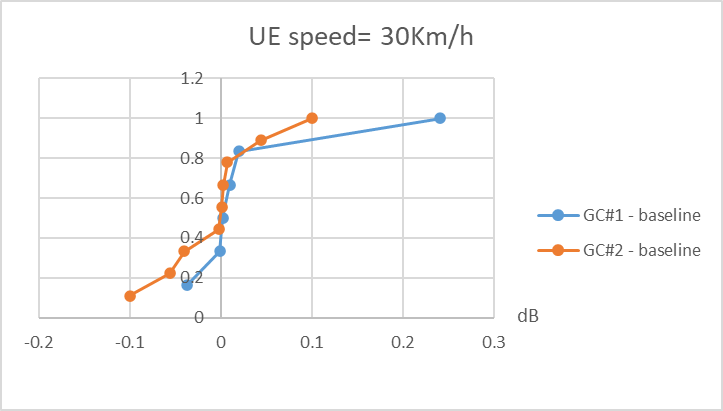 UE speed= 30Km/h
1.2
1
0.8
0.6
0.4
0.2
0
-0.2 -0.1 0 0.1 0.2 0.3
dB
GC#1 - baseline
GC#2 - baseline